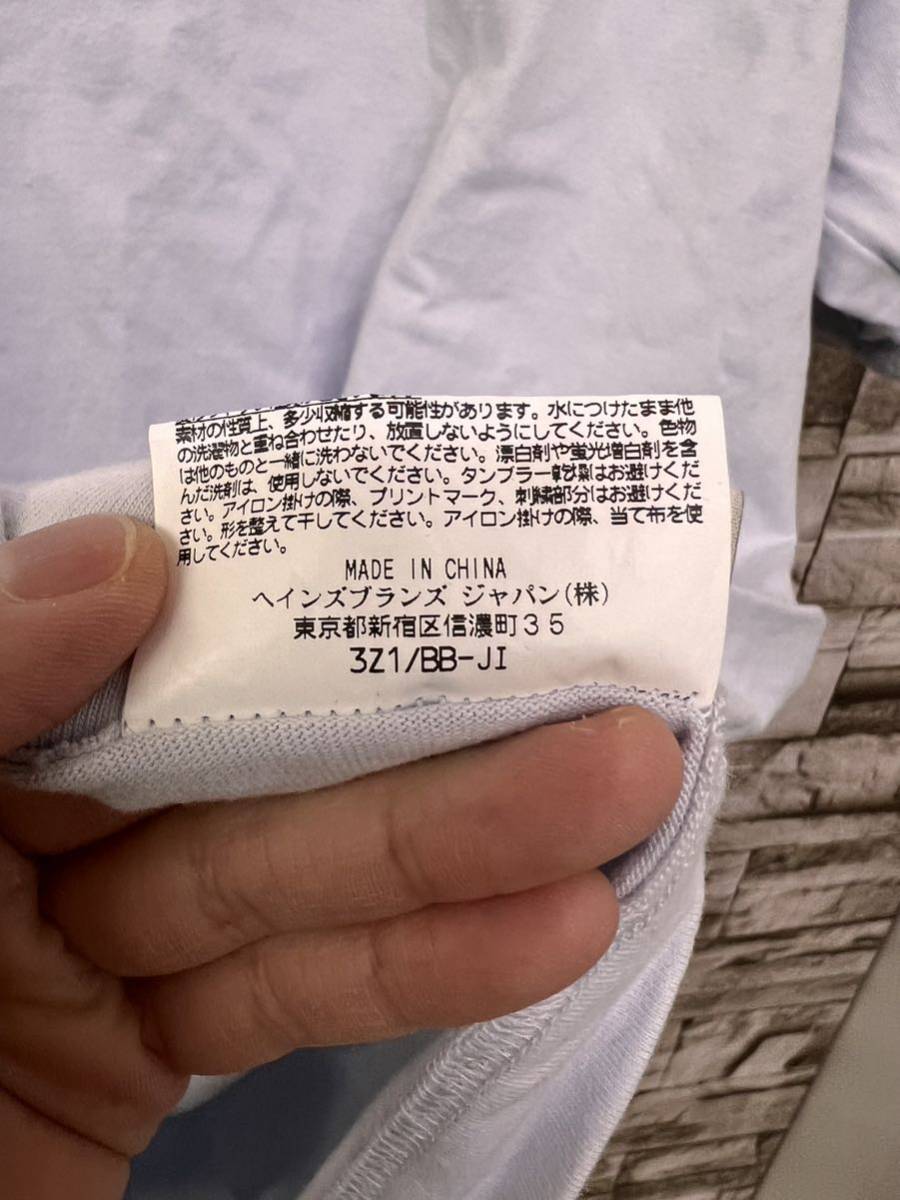 素材の性質上、多少収縮する可能性があります。水につけたまま他
の洗濯物と重ね合わせたり、放置しないようにしてください。色物
は他のものと一緒に洗わないでください。漂白剤や蛍光増白剤を含
んだ洗剤は、使用しないでください。タンブラー乾燥はお避けくだ
さい。アイロン掛けの際、プリントマーク、刺繍部分はお避けくだ
さい。形を整えて干してください。アイロン掛けの際、当て布を使
用してください。
MADE IN CHINA
ヘインズブランズ ジャパン(株)
東京都新宿区信濃町35
3Z1/BB-JI